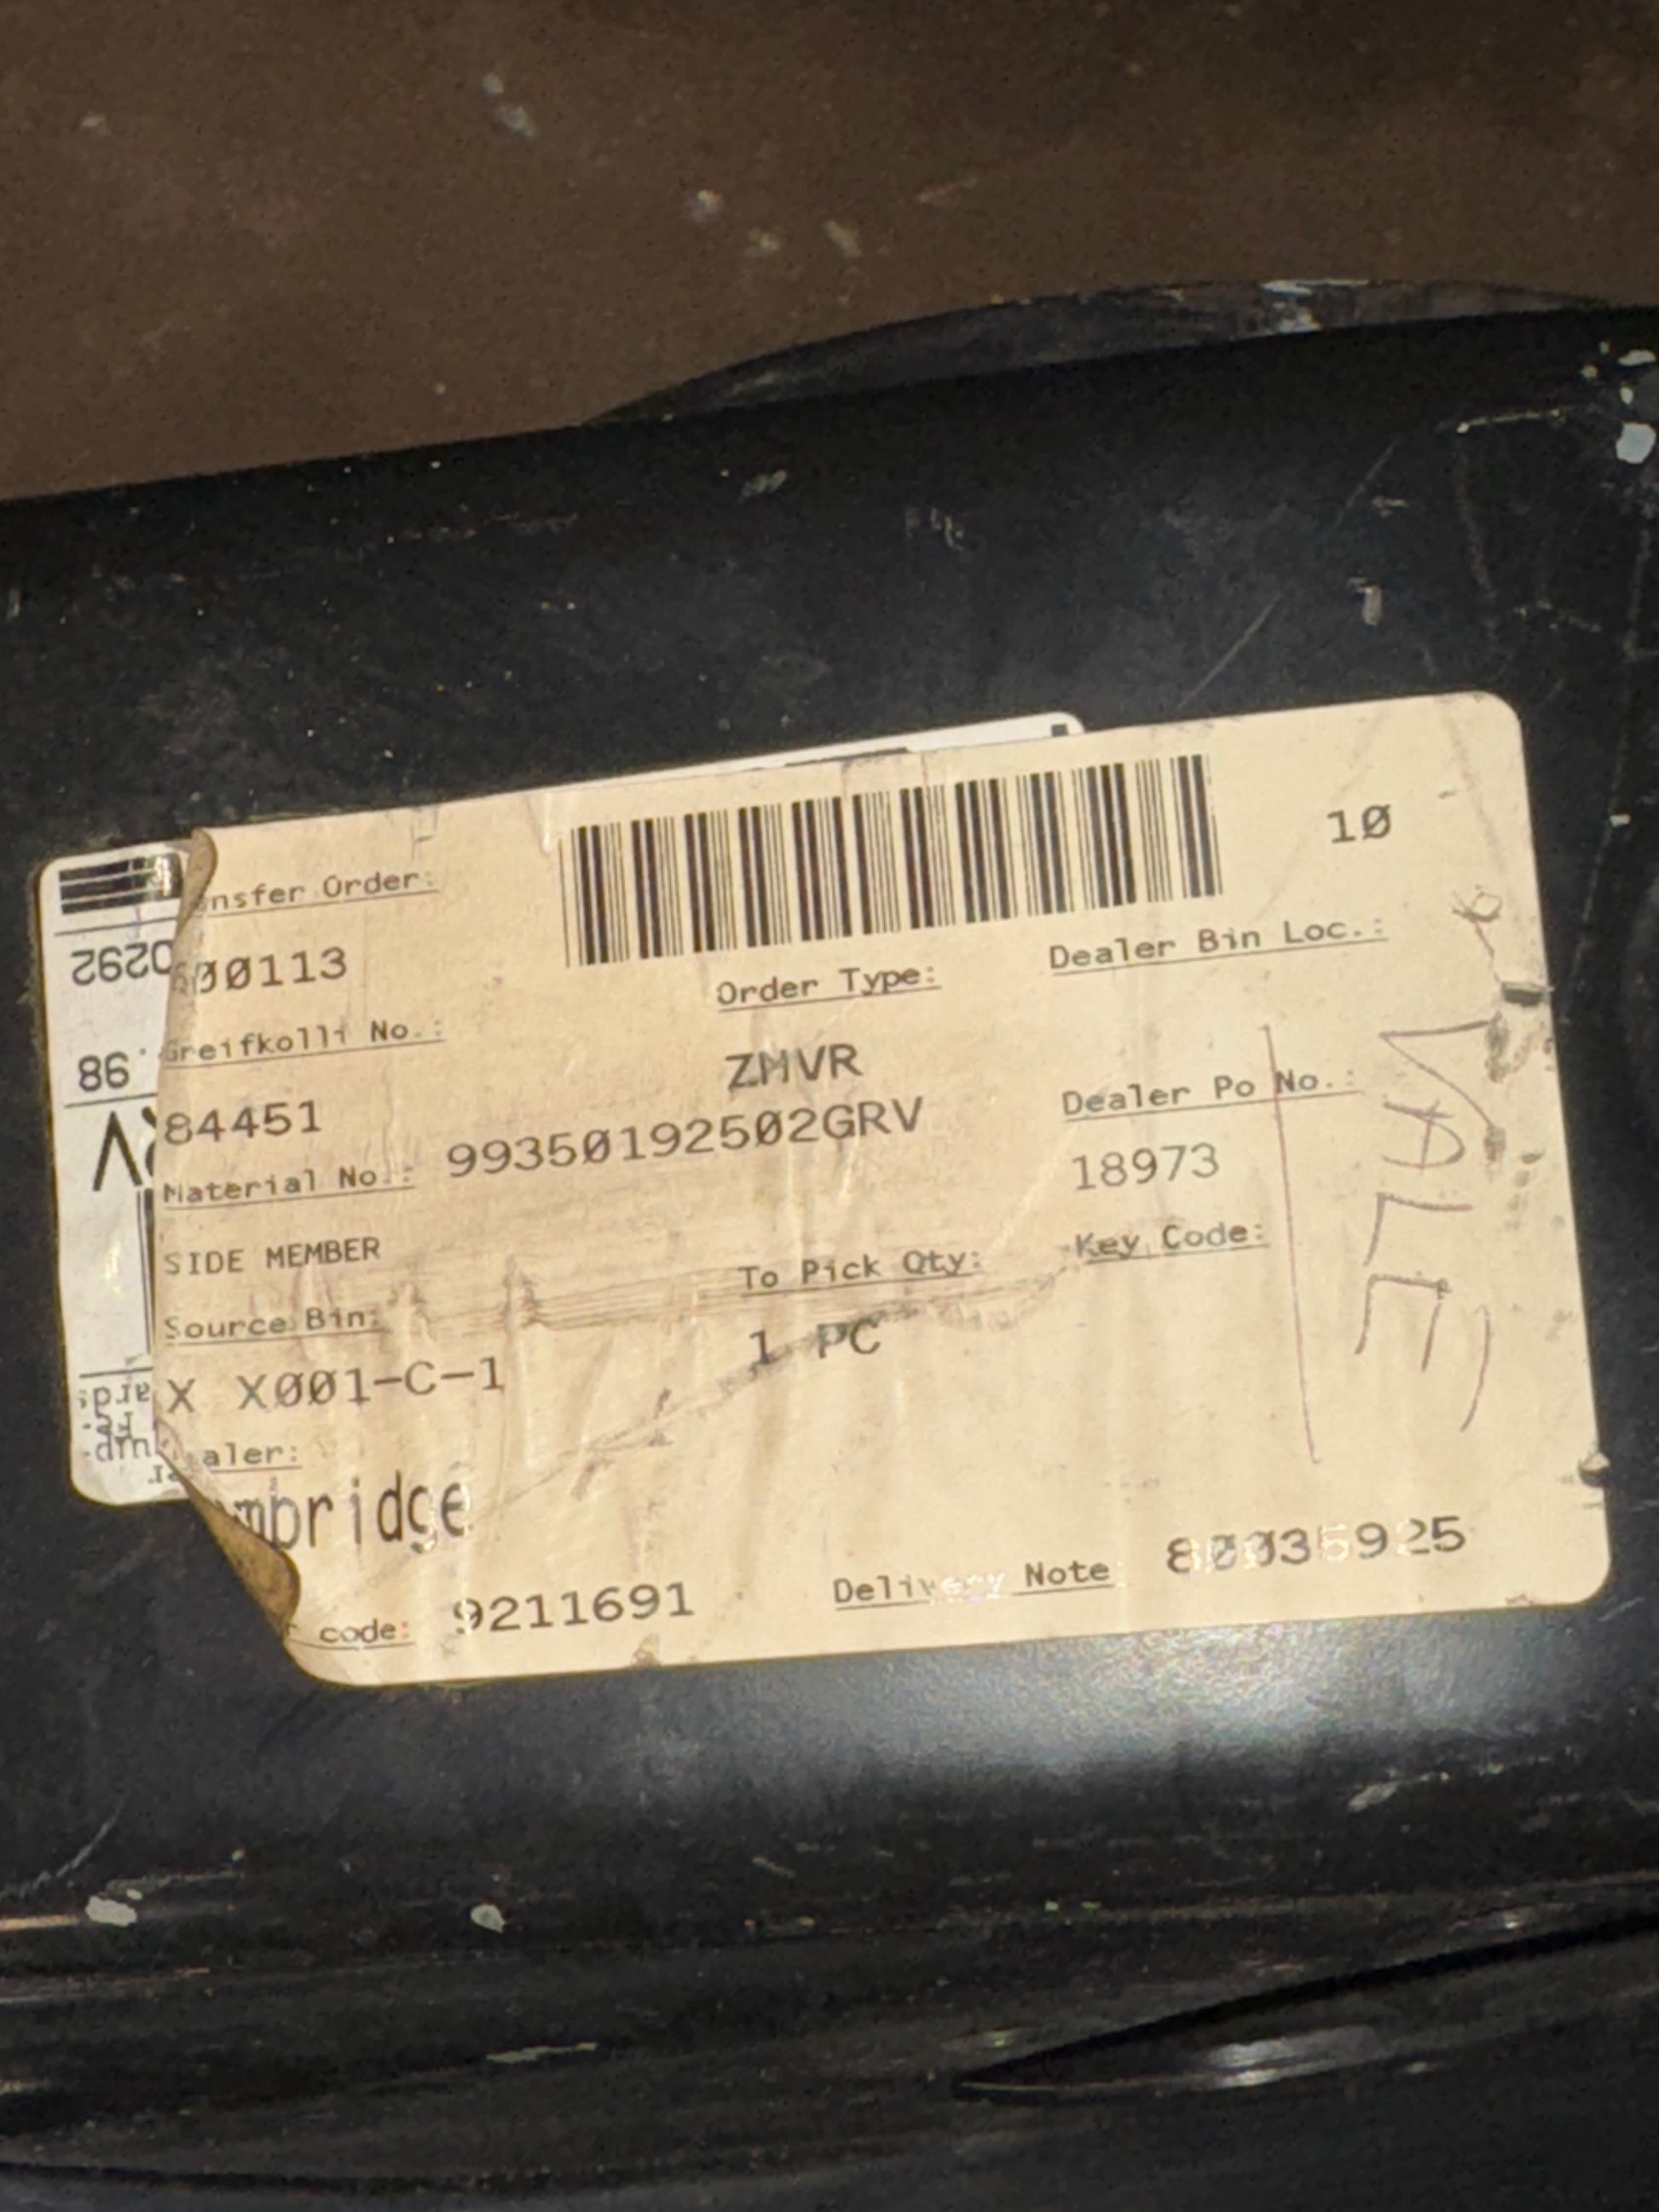 10
nsfer Order:
00113
Order Type:
Dealer Bin Loc.:
Greifkolli No.:
ZMVR
84451
Dealer Po No.:
Material No.: 99350192502GRV
18973
SIDE MEMBER
To Pick Qty:
Key Code:
Source Bin:
1 PC
X X001-C-1
aler:
mbridge
code: 9211691
Delivery Note: 80035925
0292
98